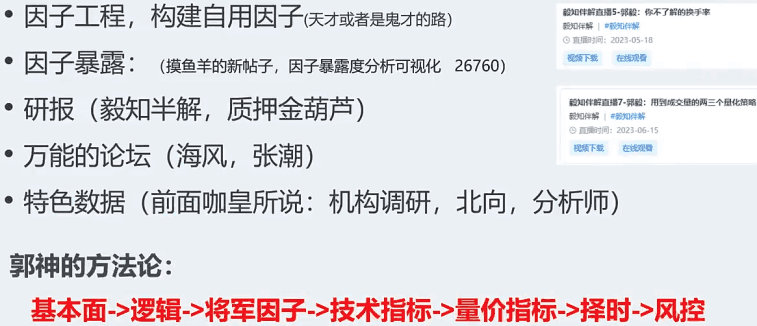 • 因子工程，构建自用因子(天才或者是鬼才的路)
• 因子暴露：（摸鱼羊的新帖子，因子暴露度分析可视化 26760）
• 研报（毅知半解，质押金葫芦）
• 万能的论坛（海风，张潮）
• 特色数据（前面咖皇所说：机构调研，北向，分析师）
郭神的方法论：
基本面->逻辑->将军因子->技术指标->量价指标->择时->风控
毅知伴解直播5-郭毅：你不了解的换手率
毅知伴解 | #毅知伴解
直播时间：2023-05-18
视频下载 在线观看
毅知伴解直播7-郭毅：用到成交量的两三个量化策略
毅知伴解 | #毅知伴解
直播时间：2023-06-15
视频下载 在线观看